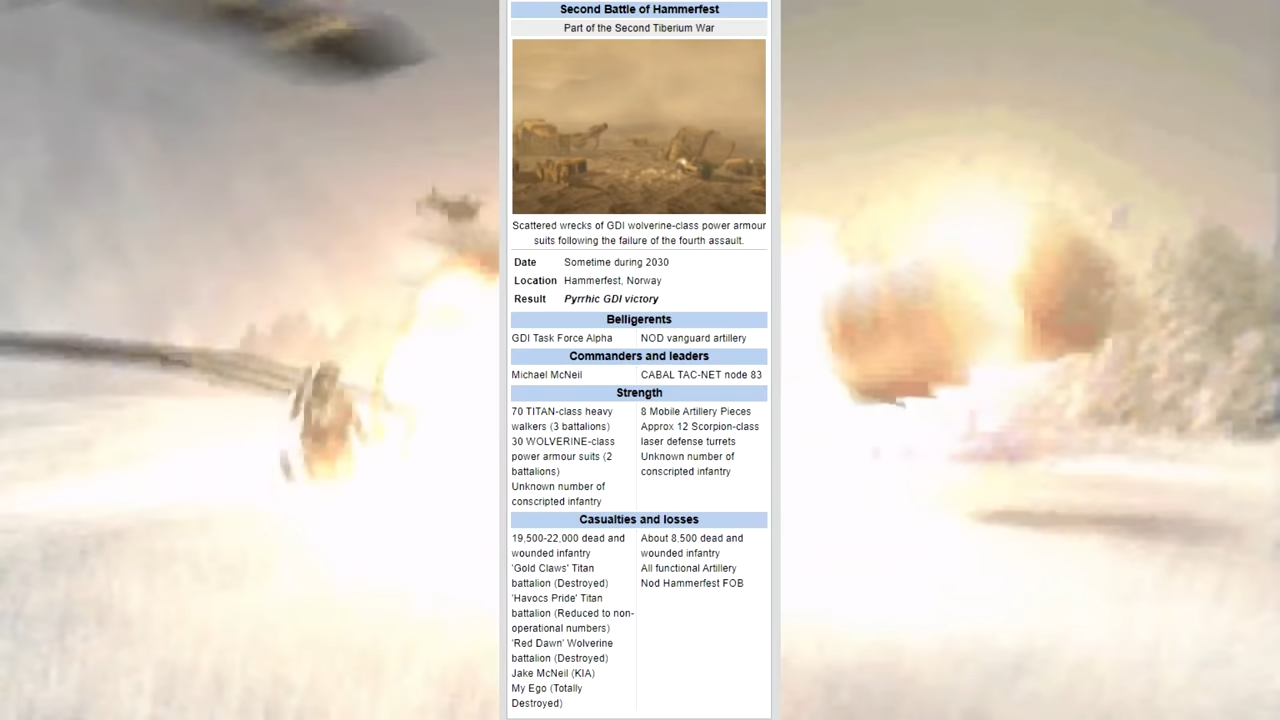 Second Battle of Hammerfest
Part of the Second Tiberium War
Scattered wrecks of GDI wolverine-class power armour
suits following the failure of the fourth assault.
Date Sometime during 2030
Location Hammerfest, Norway
Result Pyrrhic GDI victory
Belligerents
GDI Task Force Alpha
NOD vanguard artillery
Commanders and leaders
Michael McNeil
CABAL TAC-NET node 83
Strength
70 TITAN-class heavy
walkers (3 battalions)
30 WOLVERINE-class
power armour suits (2
battalions)
Unknown number of
conscripted infantry
8 Mobile Artillery Pieces
Approx 12 Scorpion-class
laser defense turrets
Unknown number of
conscripted infantry
Casualties and losses
19,500-22,000 dead and
wounded infantry
'Gold Claws' Titan
battalion (Destroyed)
'Havocs Pride' Titan
battalion (Reduced to non-
operational numbers)
'Red Dawn' Wolverine
battalion (Destroyed)
Jake McNeil (KIA)
My Ego (Totally
Destroyed)
About 8,500 dead and
wounded infantry
All functional Artillery
Nod Hammerfest FOB